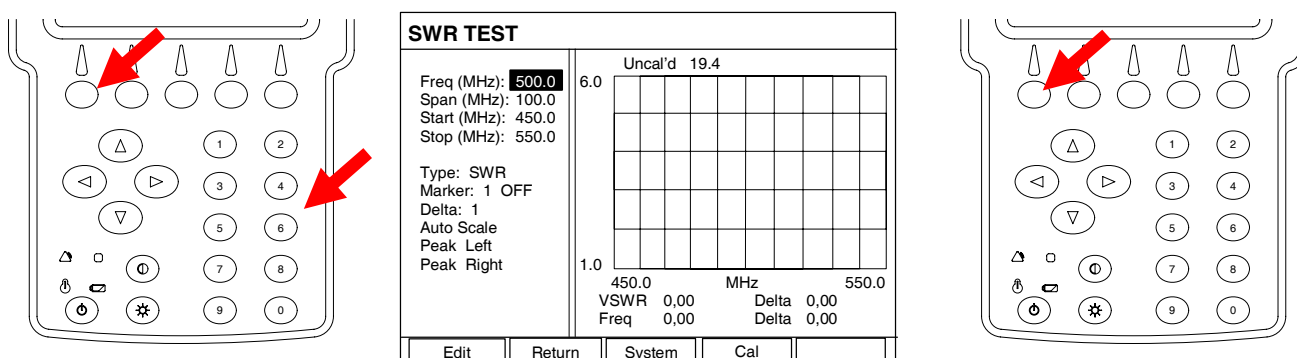 1 2
3 4
5 6
7 8
9 0
SWR TEST
Freq (MHz): 500.0
Span (MHz): 100.0
Start (MHz): 450.0
Stop (MHz): 550.0
Type: SWR
Marker: 1 OFF
Delta: 1
Auto Scale
Peak Left
Peak Right
Uncal'd 19.4
6.0
1.0
450.0 MHz 550.0
VSWR 0,00 Delta 0,00
Freq 0,00 Delta 0,00
Edit Return System Cal
1 2
3 4
5 6
7 8
9 0